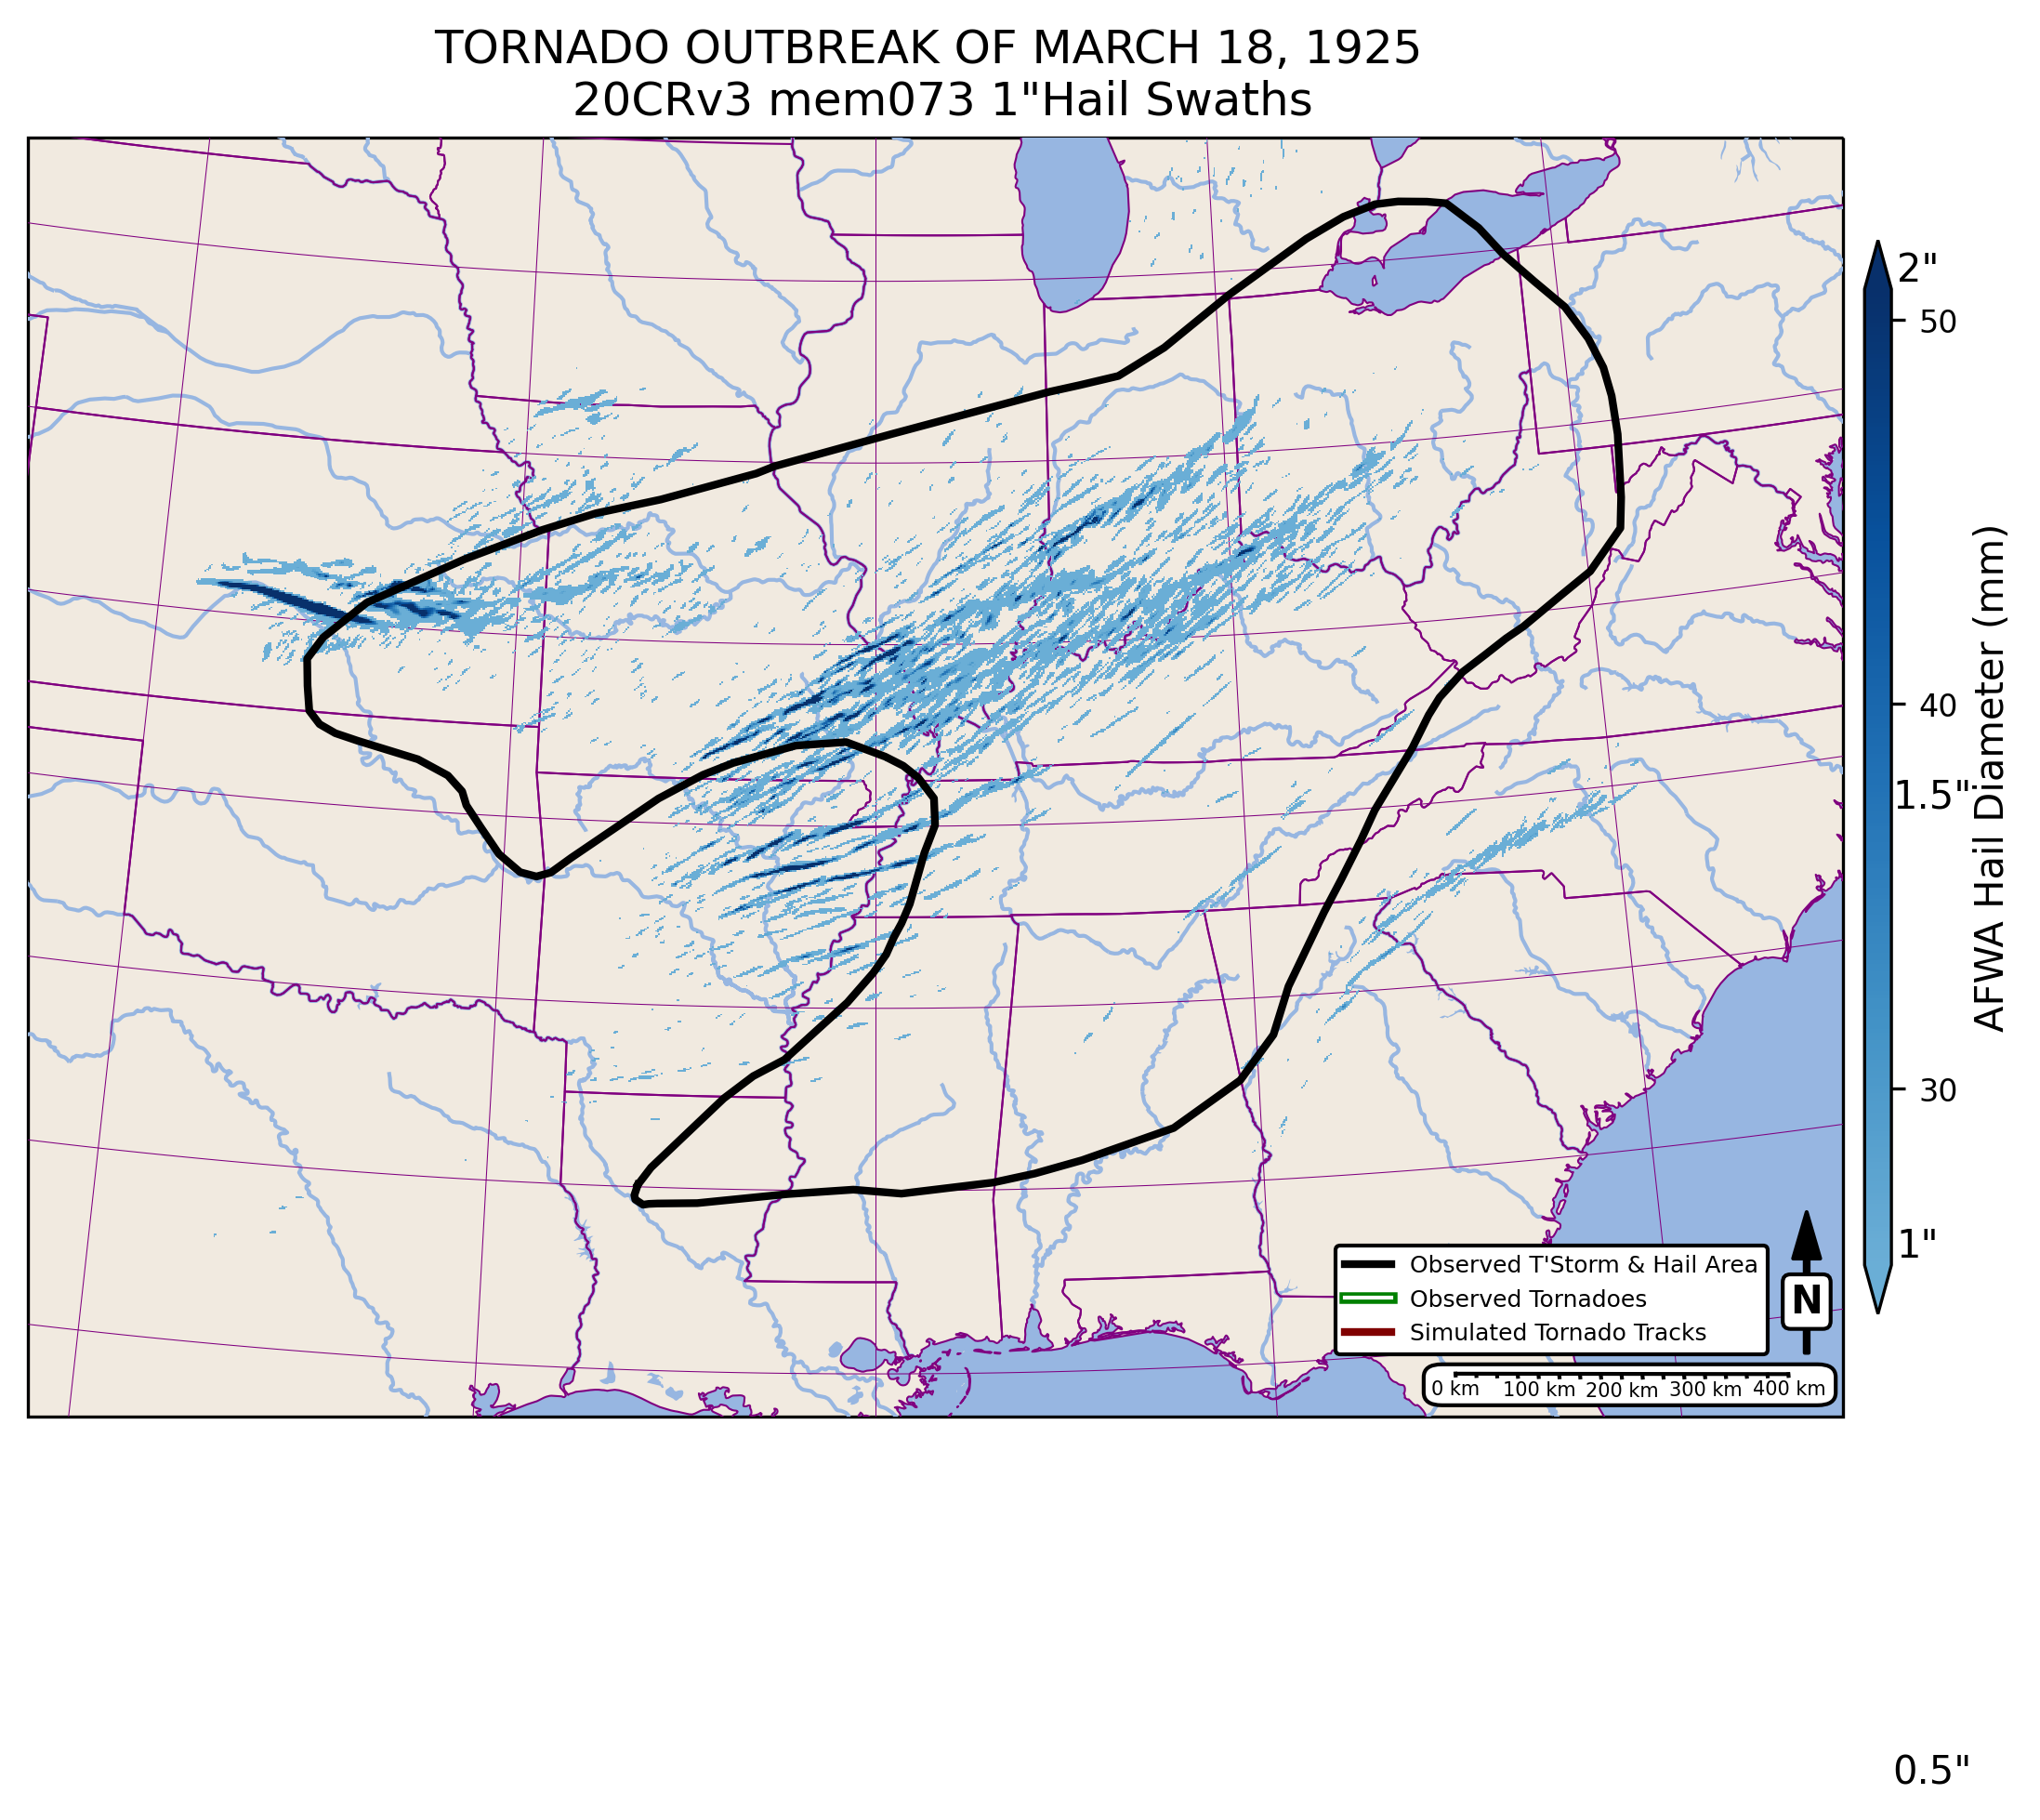 TORNADO OUTBREAK OF MARCH 18, 1925
20CRv3 mem073 1"Hail Swaths
2"
50
40
1.5"
30
1"
AFWA Hail Diameter (mm)
Observed T'Storm & Hail Area
Observed Tornadoes
Simulated Tornado Tracks
N
0 km 100 km 200 km 300 km 400 km
0.5"